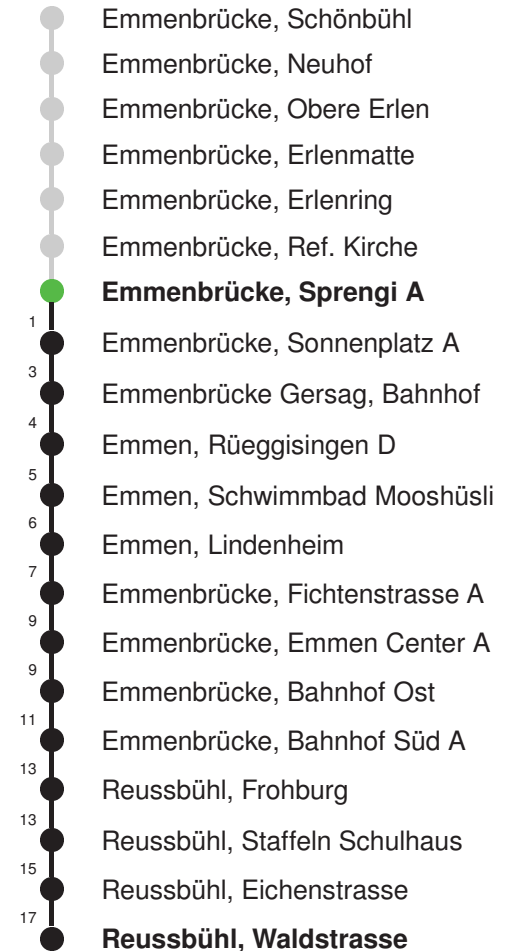 Emmenbrücke, Schönbühl
Emmenbrücke, Neuhof
Emmenbrücke, Obere Erlen
Emmenbrücke, Erlenmatte
Emmenbrücke, Erlenring
Emmenbrücke, Ref. Kirche
Emmenbrücke, Sprengi A
1 Emmenbrücke, Sonnenplatz A
3 Emmenbrücke Gersag, Bahnhof
4 Emmen, Rüeggisingen D
5 Emmen, Schwimmbad Mooshüsli
6 Emmen, Lindenheim
7 Emmenbrücke, Fichtenstrasse A
9 Emmenbrücke, Emmen Center A
9 Emmenbrücke, Bahnhof Ost
11 Emmenbrücke, Bahnhof Süd A
13 Reussbühl, Frohburg
13 Reussbühl, Staffeln Schulhaus
15 Reussbühl, Eichenstrasse
17 Reussbühl, Waldstrasse